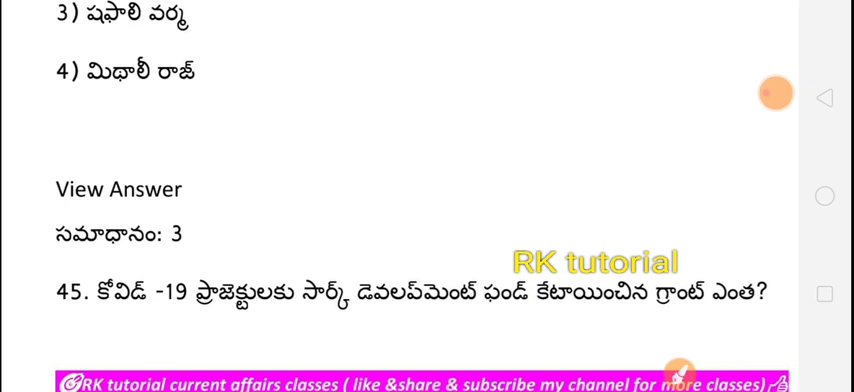 3) షఫాలి వర్మ
4) మిథాలీ రాజ్
View Answer
సమాధానం: 3
RK tutorial
45. కోవిడ్ -19 ప్రాజెక్టులకు సార్క్ డెవలప్‌మెంట్ ఫండ్ కేటాయించిన గ్రాంట్ ఎంత?
RK tutorial current affairs classes ( like &share & subscribe my channel for more classes)